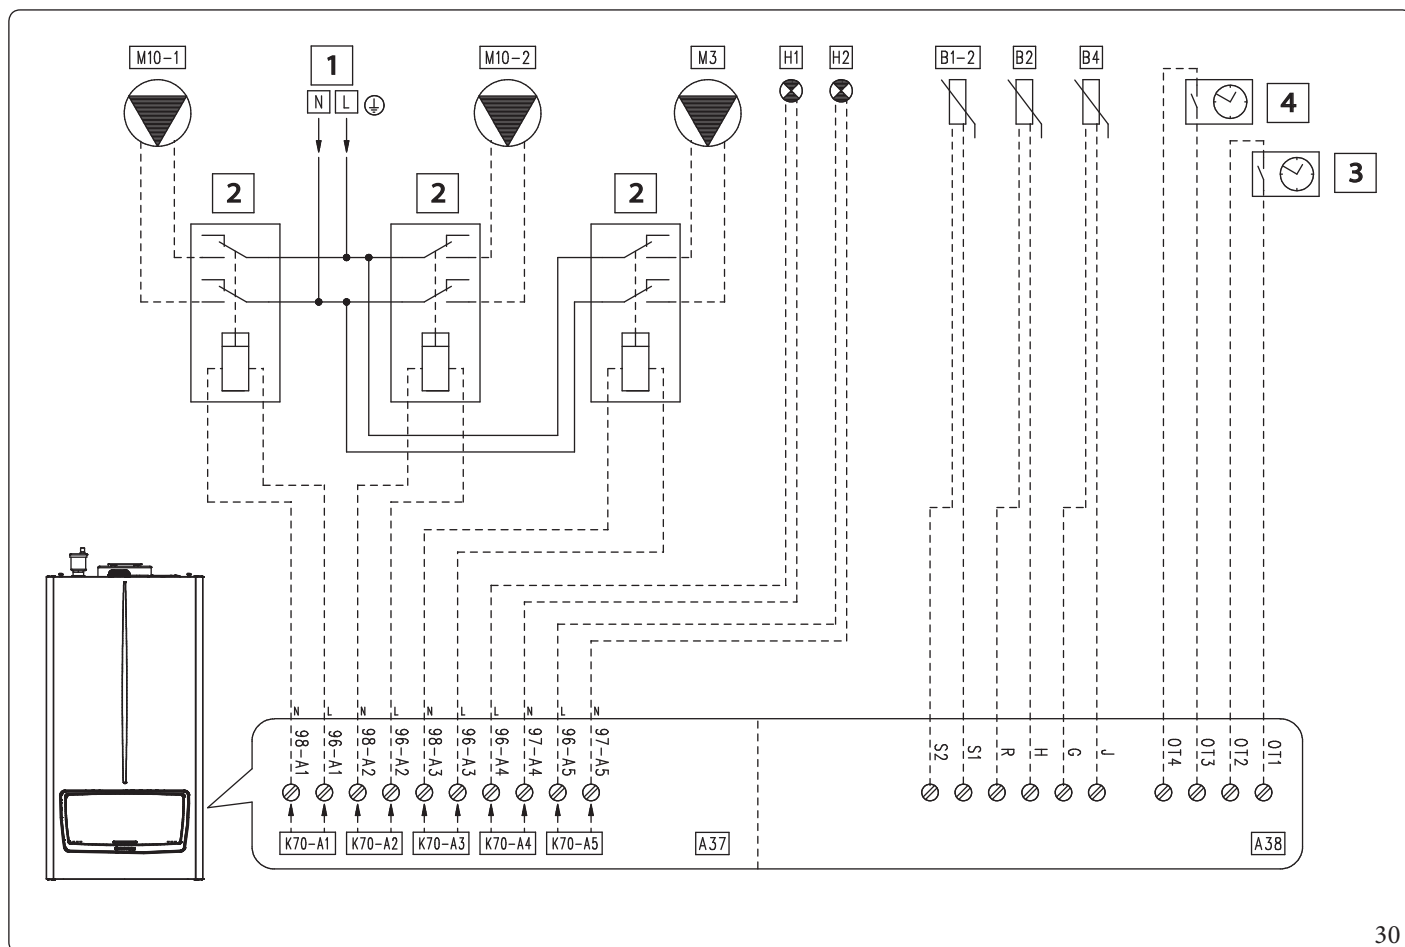 M10-1
1
M10-2
M3
H1
H2
B1-2
B2
B4
N
L
4
3
2
2
2
N
L
N
L
N
L
L
N
L
N
98-A1
96-A1
98-A2
96-A2
98-A3
96-A3
96-A4
97-A4
96-A5
97-A5
S2
S1
R
H
G
J
OT4
OT3
OT2
OT1
K70-A1
K70-A2
K70-A3
K70-A4
K70-A5
A37
A38
30